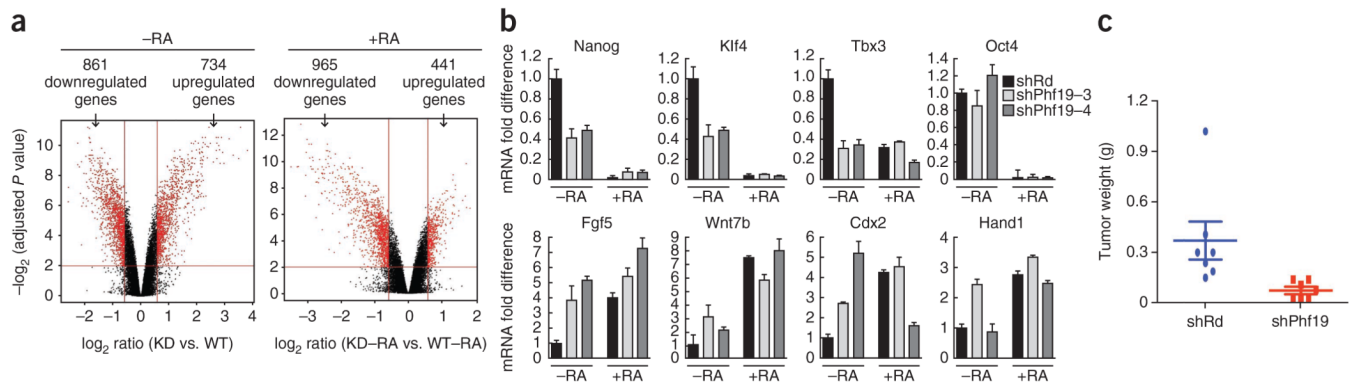 a
–RA
+RA
861
downregulated
genes
734
upregulated
genes
965
downregulated
genes
441
upregulated
genes
–log2 (adjusted P value)
10
8
6
4
2
0
–2 –1 0 1 2 3 4
log2 ratio (KD vs. WT)
12
10
8
6
4
2
0
–3 –2 –1 0 1 2
log2 ratio (KD–RA vs. WT–RA)
b
mRNA fold difference
Nanog
1.2
1.0
0.8
0.6
0.4
0.2
0
–RA +RA
Klf4
1.2
1.0
0.8
0.6
0.4
0.2
0
–RA +RA
Tbx3
1.2
1.0
0.8
0.6
0.4
0.2
0
–RA +RA
Oct4
1.4
1.2
1.0
0.8
0.6
0.4
0.2
0
–RA +RA
shRd
shPhf19–3
shPhf19–4
mRNA fold difference
Fgf5
8
7
6
5
4
3
2
1
0
–RA +RA
Wnt7b
9
8
7
6
5
4
3
2
1
0
–RA +RA
Cdx2
6
5
4
3
2
1
0
–RA +RA
Hand1
4
3
2
1
0
–RA +RA
c
Tumor weight (g)
1.2
0.9
0.6
0.3
0
shRd shPhf19